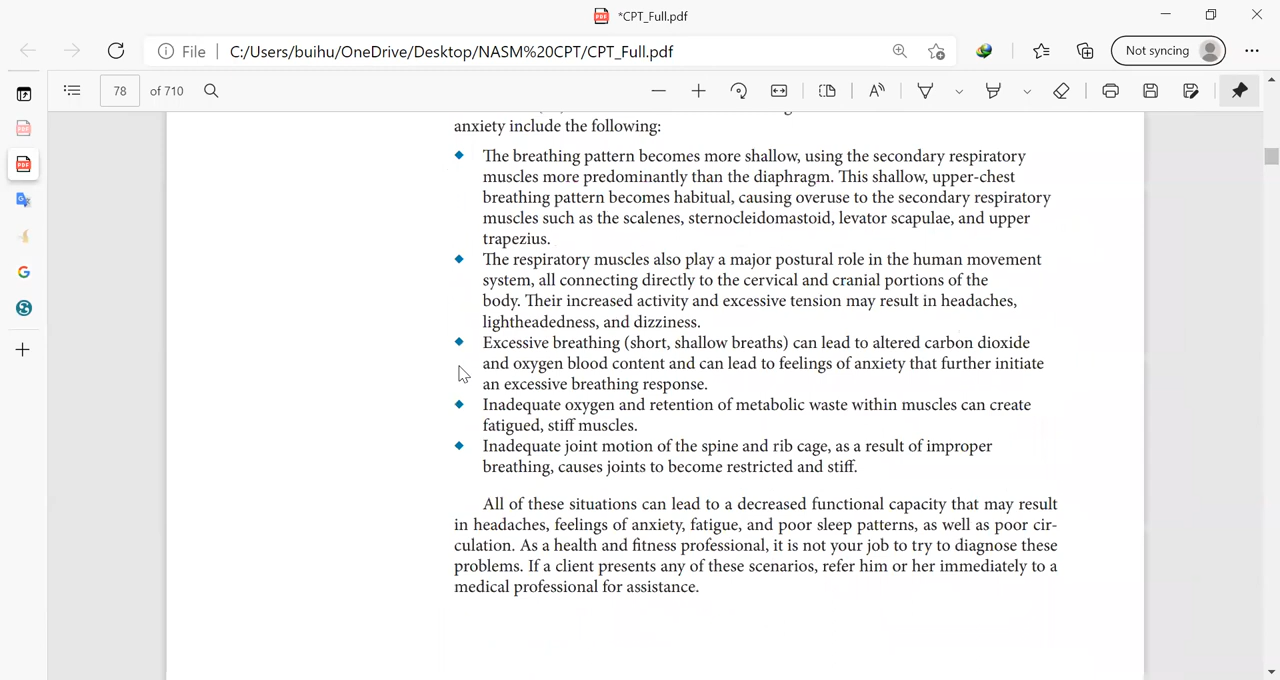 *CPT_Full.pdf
File
C:/Users/buihu/OneDrive/Desktop/NASM%20CPT/CPT_Full.pdf
Not syncing
78 of 710
anxiety include the following:
The breathing pattern becomes more shallow, using the secondary respiratory
muscles more predominantly than the diaphragm. This shallow, upper-chest
breathing pattern becomes habitual, causing overuse to the secondary respiratory
muscles such as the scalenes, sternocleidomastoid, levator scapulae, and upper
trapezius.
The respiratory muscles also play a major postural role in the human movement
system, all connecting directly to the cervical and cranial portions of the
body. Their increased activity and excessive tension may result in headaches,
lightheadedness, and dizziness.
Excessive breathing (short, shallow breaths) can lead to altered carbon dioxide
and oxygen blood content and can lead to feelings of anxiety that further initiate
an excessive breathing response.
Inadequate oxygen and retention of metabolic waste within muscles can create
fatigued, stiff muscles.
Inadequate joint motion of the spine and rib cage, as a result of improper
breathing, causes joints to become restricted and stiff.
All of these situations can lead to a decreased functional capacity that may result
in headaches, feelings of anxiety, fatigue, and poor sleep patterns, as well as poor cir-
culation. As a health and fitness professional, it is not your job to try to diagnose these
problems. If a client presents any of these scenarios, refer him or her immediately to a
medical professional for assistance.